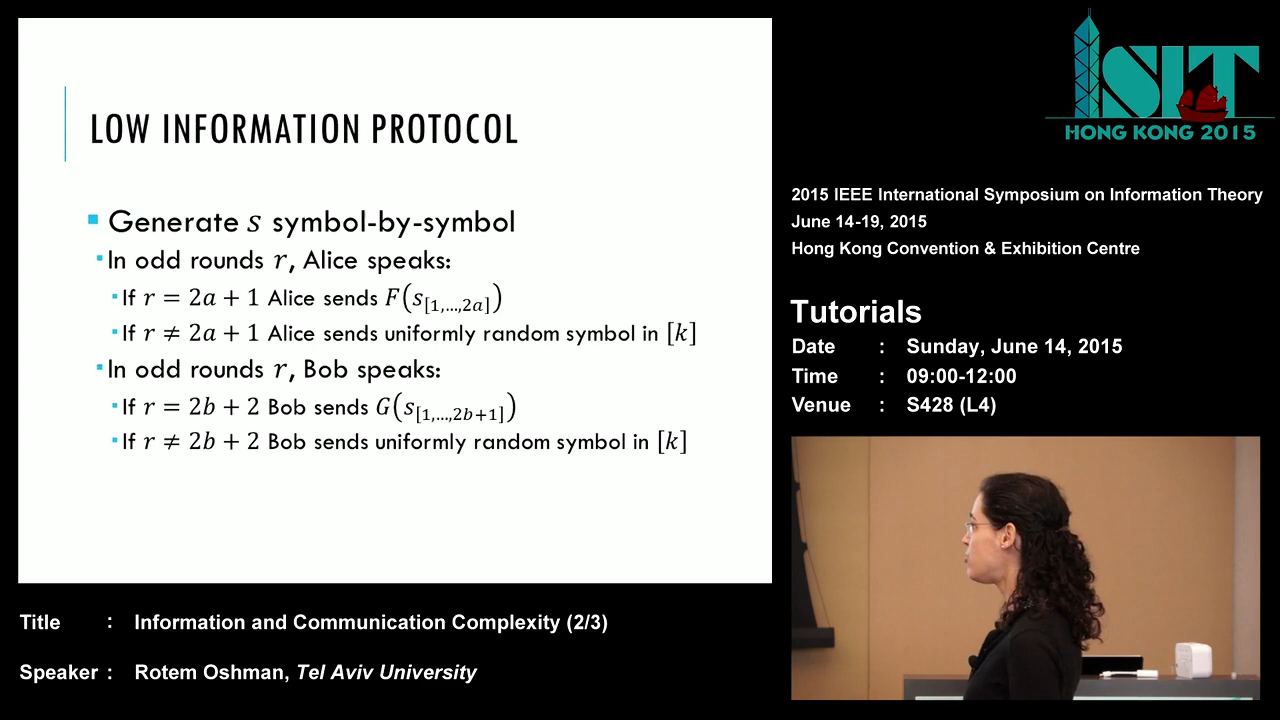 LOW INFORMATION PROTOCOL
▪ Generate s symbol-by-symbol
▪ In odd rounds r, Alice speaks:
▪ If r = 2a + 1 Alice sends F(s_[1,…,2a])
▪ If r ≠ 2a + 1 Alice sends uniformly random symbol in [k]
▪ In odd rounds r, Bob speaks:
▪ If r = 2b + 2 Bob sends G(s_[1,…,2b+1])
▪ If r ≠ 2b + 2 Bob sends uniformly random symbol in [k]
ISIT
HONG KONG 2015
2015 IEEE International Symposium on Information Theory
June 14-19, 2015
Hong Kong Convention & Exhibition Centre
Tutorials
Date : Sunday, June 14, 2015
Time : 09:00-12:00
Venue : S428 (L4)
Title : Information and Communication Complexity (2/3)
Speaker : Rotem Oshman, Tel Aviv University